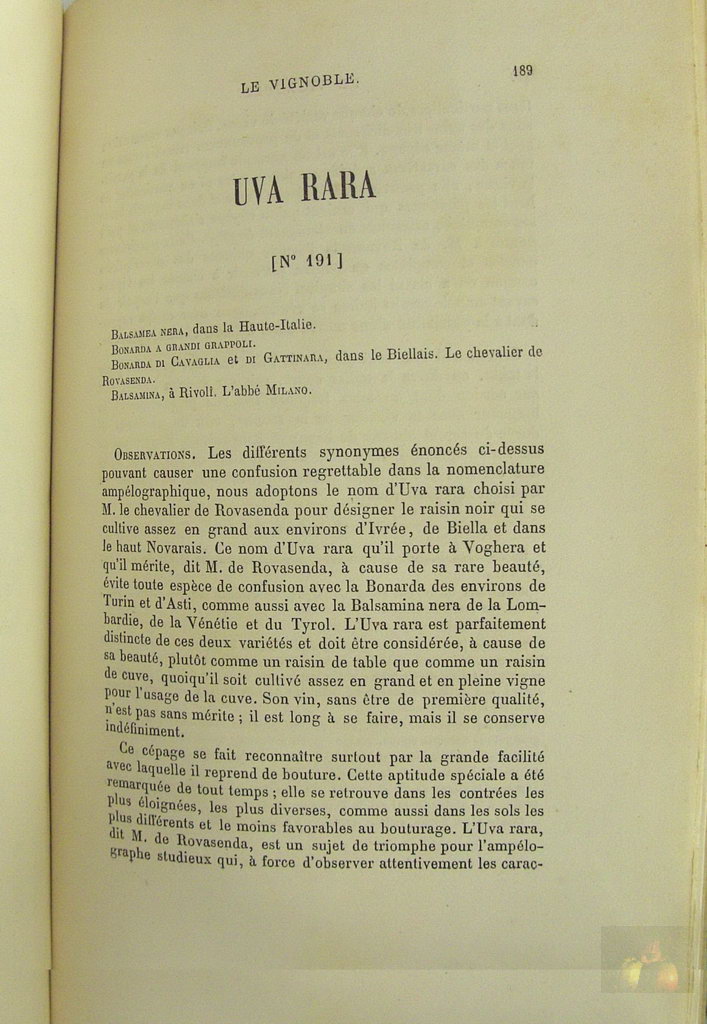 LE VIGNOBLE.
189
UVA RARA
[N° 191]
BALSAMEA NERA, dans la Haute-Italie.
BONARDA A GRANDI GRAPPOLI.
BONARDA DI CAVAGLIA et DI GATTINARA, dans le Biellais. Le chevalier de
ROVASENDA.
BALSAMINA, à Rivoli. L'abbé MILANO.
OBSERVATIONS. Les différents synonymes énoncés ci-dessus
pouvant causer une confusion regrettable dans la nomenclature
ampélographique, nous adoptons le nom d'Uva rara choisi par
M. le chevalier de Rovasenda pour désigner le raisin noir qui se
cultive assez en grand aux environs d'Ivrée, de Biella et dans
le haut Novarais. Ce nom d'Uva rara qu'il porte à Voghera et
qu'il mérite, dit M. de Rovasenda, à cause de sa rare beauté,
évite toute espèce de confusion avec la Bonarda des environs de
Turin et d'Asti, comme aussi avec la Balsamina nera de la Lom-
bardie, de la Vénétie et du Tyrol. L'Uva rara est parfaitement
distincte de ces deux variétés et doit être considérée, à cause de
sa beauté, plutôt comme un raisin de table que comme un raisin
de cuve, quoiqu'il soit cultivé assez en grand et en pleine vigne
pour l'usage de la cuve. Son vin, sans être de première qualité,
n'est pas sans mérite ; il est long à se faire, mais il se conserve
indéfiniment.
Ce cépage se fait reconnaître surtout par la grande facilité
avec laquelle il reprend de bouture. Cette aptitude spéciale a été
remarquée de tout temps ; elle se retrouve dans les contrées les
plus éloignées, les plus diverses, comme aussi dans les sols les
plus différents et le moins favorables au bouturage. L'Uva rara,
dit M. de Rovasenda, est un sujet de triomphe pour l'ampélo-
graphe studieux qui, à force d'observer attentivement les carac-